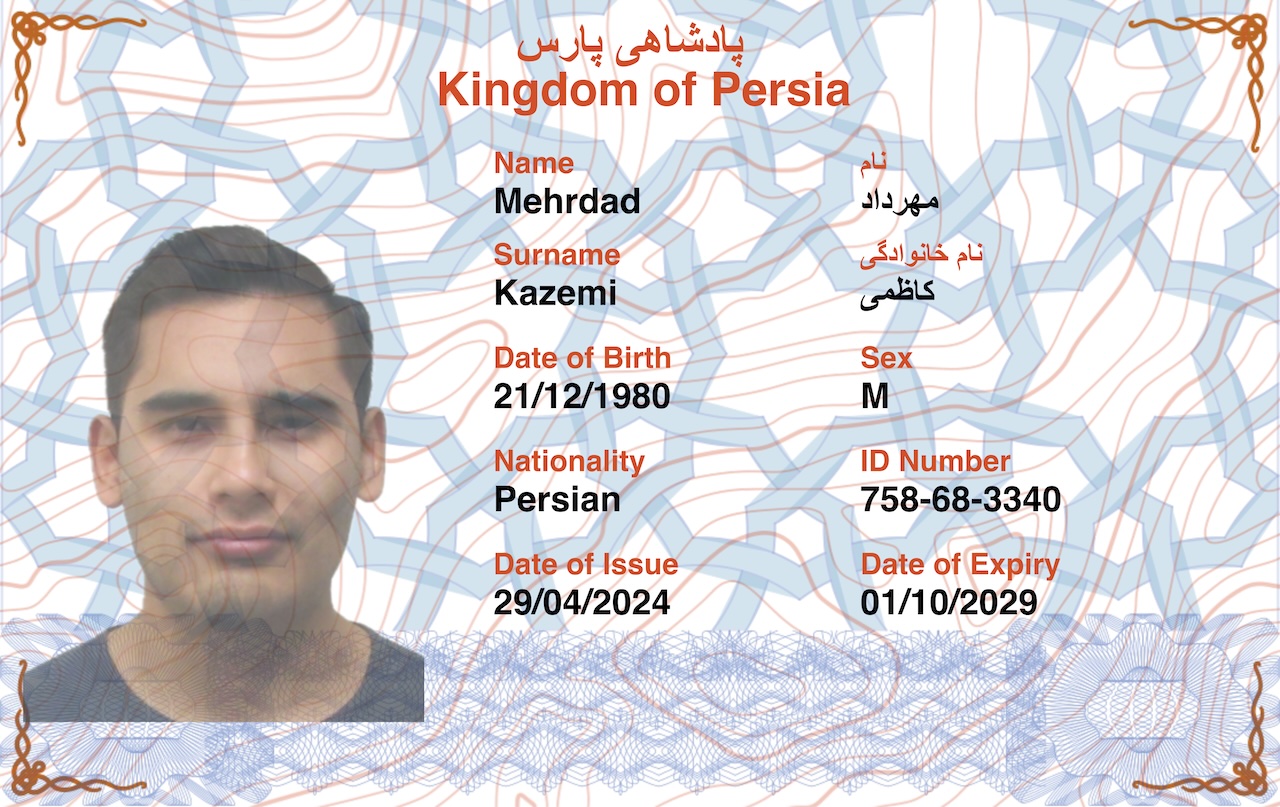 پادشاهی پارس
Kingdom of Persia
Name
Mehrdad
نام
مهرداد
Surname
Kazemi
نام خانوادگی
کاظمی
Date of Birth
21/12/1980
Sex
M
Nationality
Persian
ID Number
758-68-3340
Date of Issue
29/04/2024
Date of Expiry
01/10/2029